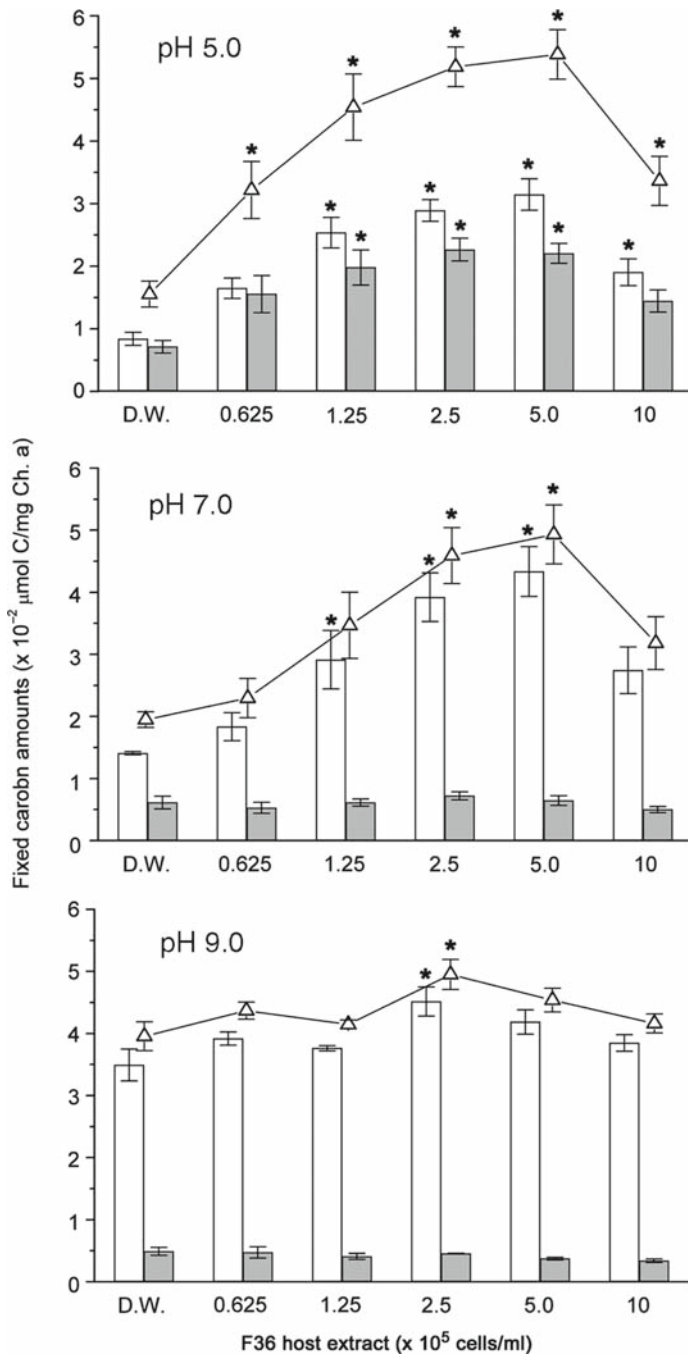 Fixed carobn amounts (x 10⁻² μmol C/mg Ch. a)
pH 5.0
6
5
4
3
2
1
0
* * * * *
* * * *
* * *
D.W. 0.625 1.25 2.5 5.0 10
pH 7.0
6
5
4
3
2
1
0
* *
* * *
D.W. 0.625 1.25 2.5 5.0 10
pH 9.0
6
5
4
3
2
1
0
* *
D.W. 0.625 1.25 2.5 5.0 10
F36 host extract (x 10⁵ cells/ml)